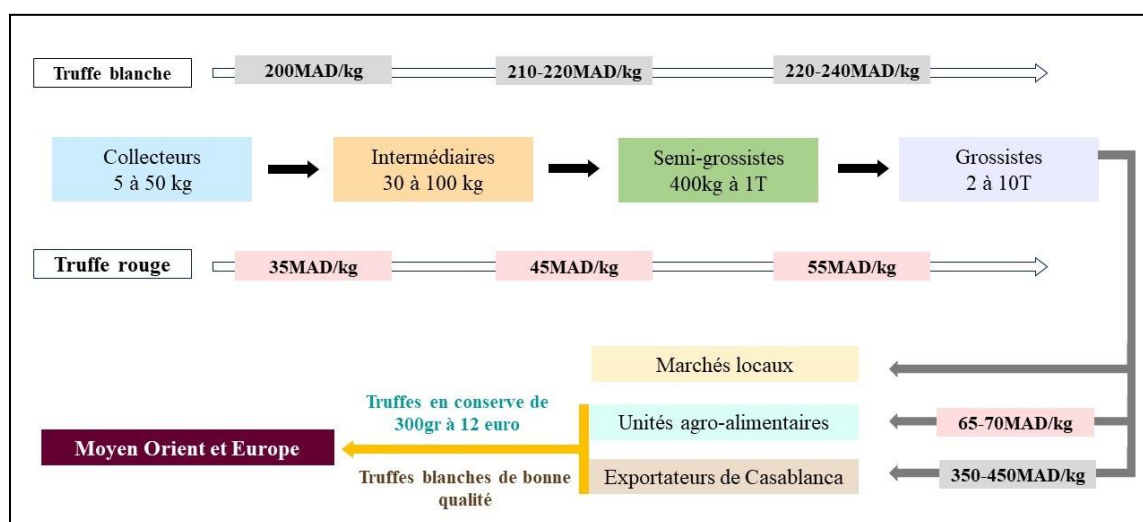 Truffe blanche
200MAD/kg
210-220MAD/kg
220-240MAD/kg
Collecteurs
5 à 50 kg
Intermédiaires
30 à 100 kg
Semi-grossistes
400kg à 1T
Grossistes
2 à 10T
Truffe rouge
35MAD/kg
45MAD/kg
55MAD/kg
Marchés locaux
Truffes en conserve de
300gr à 12 euro
Unités agro-alimentaires
65-70MAD/kg
Moyen Orient et Europe
Truffes blanches de bonne
qualité
Exportateurs de Casablanca
350-450MAD/kg